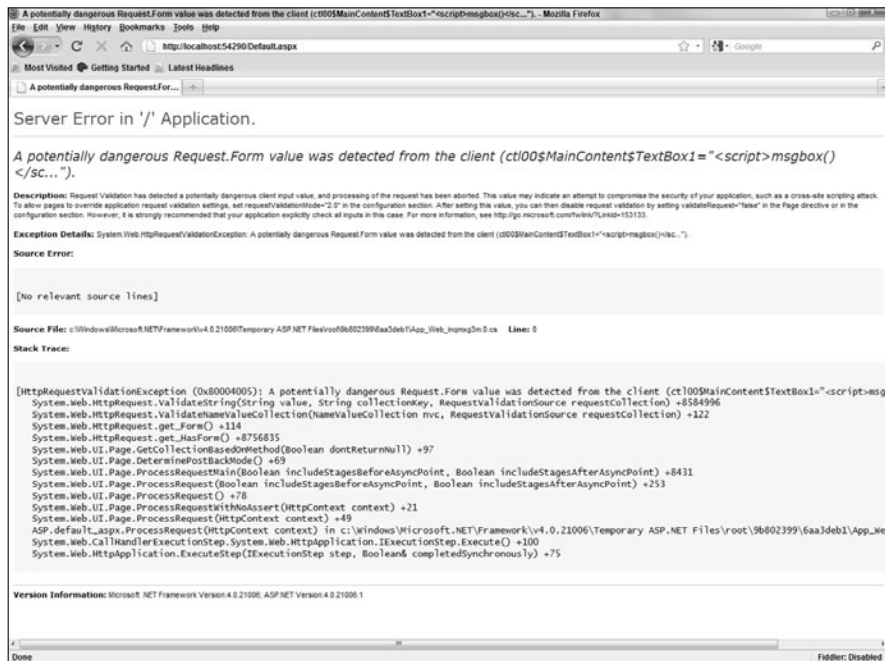 A potentially dangerous Request.Form value was detected from the client (ctl00$MainContent$TextBox1="<script>msgbox()</sc..."). - Mozilla Firefox
File Edit View History Bookmarks Tools Help
http://localhost:54290/Default.aspx
Google
Most Visited Getting Started Latest Headlines
A potentially dangerous Request.For...
Server Error in '/' Application.
A potentially dangerous Request.Form value was detected from the client (ctl00$MainContent$TextBox1="<script>msgbox()
</sc...").
Description: Request Validation has detected a potentially dangerous client input value, and processing of the request has been aborted. This value may indicate an attempt to compromise the security of your application, such as a cross-site scripting attack.
To allow pages to override application request validation settings, set requestValidationMode="2.0" in the configuration section. After setting this value, you can then disable request validation by setting validateRequest="false" in the Page directive or in the
configuration section. However, it is strongly recommended that your application explicitly check all inputs in this case. For more information, see http://go.microsoft.com/fwlink/?LinkId=153133.
Exception Details: System.Web.HttpRequestValidationException: A potentially dangerous Request.Form value was detected from the client (ctl00$MainContent$TextBox1="<script>msgbox()</sc...").
Source Error:
[No relevant source lines]
Source File: c:\Windows\Microsoft.NET\Framework\v4.0.21006\Temporary ASP.NET Files\root\9b802399\6aa3deb1\App_Web_inqmxg3m.0.cs Line: 0
Stack Trace:
[HttpRequestValidationException (0x80004005): A potentially dangerous Request.Form value was detected from the client (ctl00$MainContent$TextBox1="<script>msg
System.Web.HttpRequest.ValidateString(String value, String collectionKey, RequestValidationSource requestCollection) +8584996
System.Web.HttpRequest.ValidateNameValueCollection(NameValueCollection nvc, RequestValidationSource requestCollection) +122
System.Web.HttpRequest.get_Form() +114
System.Web.HttpRequest.get_HasForm() +8756835
System.Web.UI.Page.GetCollectionBasedOnMethod(Boolean dontReturnNull) +97
System.Web.UI.Page.DeterminePostBackMode() +69
System.Web.UI.Page.ProcessRequestMain(Boolean includeStagesBeforeAsyncPoint, Boolean includeStagesAfterAsyncPoint) +8431
System.Web.UI.Page.ProcessRequest(Boolean includeStagesBeforeAsyncPoint, Boolean includeStagesAfterAsyncPoint) +253
System.Web.UI.Page.ProcessRequest() +78
System.Web.UI.Page.ProcessRequestWithNoAssert(HttpContext context) +21
System.Web.UI.Page.ProcessRequest(HttpContext context) +49
ASP.default_aspx.ProcessRequest(HttpContext context) in c:\Windows\Microsoft.NET\Framework\v4.0.21006\Temporary ASP.NET Files\root\9b802399\6aa3deb1\App_We
System.Web.CallHandlerExecutionStep.System.Web.HttpApplication.IExecutionStep.Execute() +100
System.Web.HttpApplication.ExecuteStep(IExecutionStep step, Boolean& completedSynchronously) +75
Version Information: Microsoft .NET Framework Version:4.0.21006; ASP.NET Version:4.0.21006.1
Done
Fiddler: Disabled